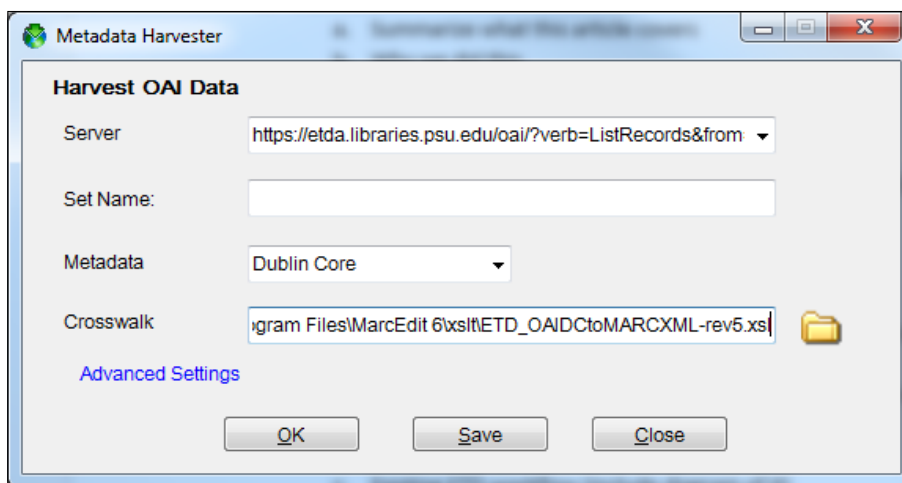 Metadata Harvester
Harvest OAI Data
Server https://etda.libraries.psu.edu/oai/?verb=ListRecords&from
Set Name:
Metadata Dublin Core
Crosswalk gram Files\MarcEdit 6\xslt\ETD_OAIDCtoMARCXML-rev5.xsl
Advanced Settings
OK Save Close